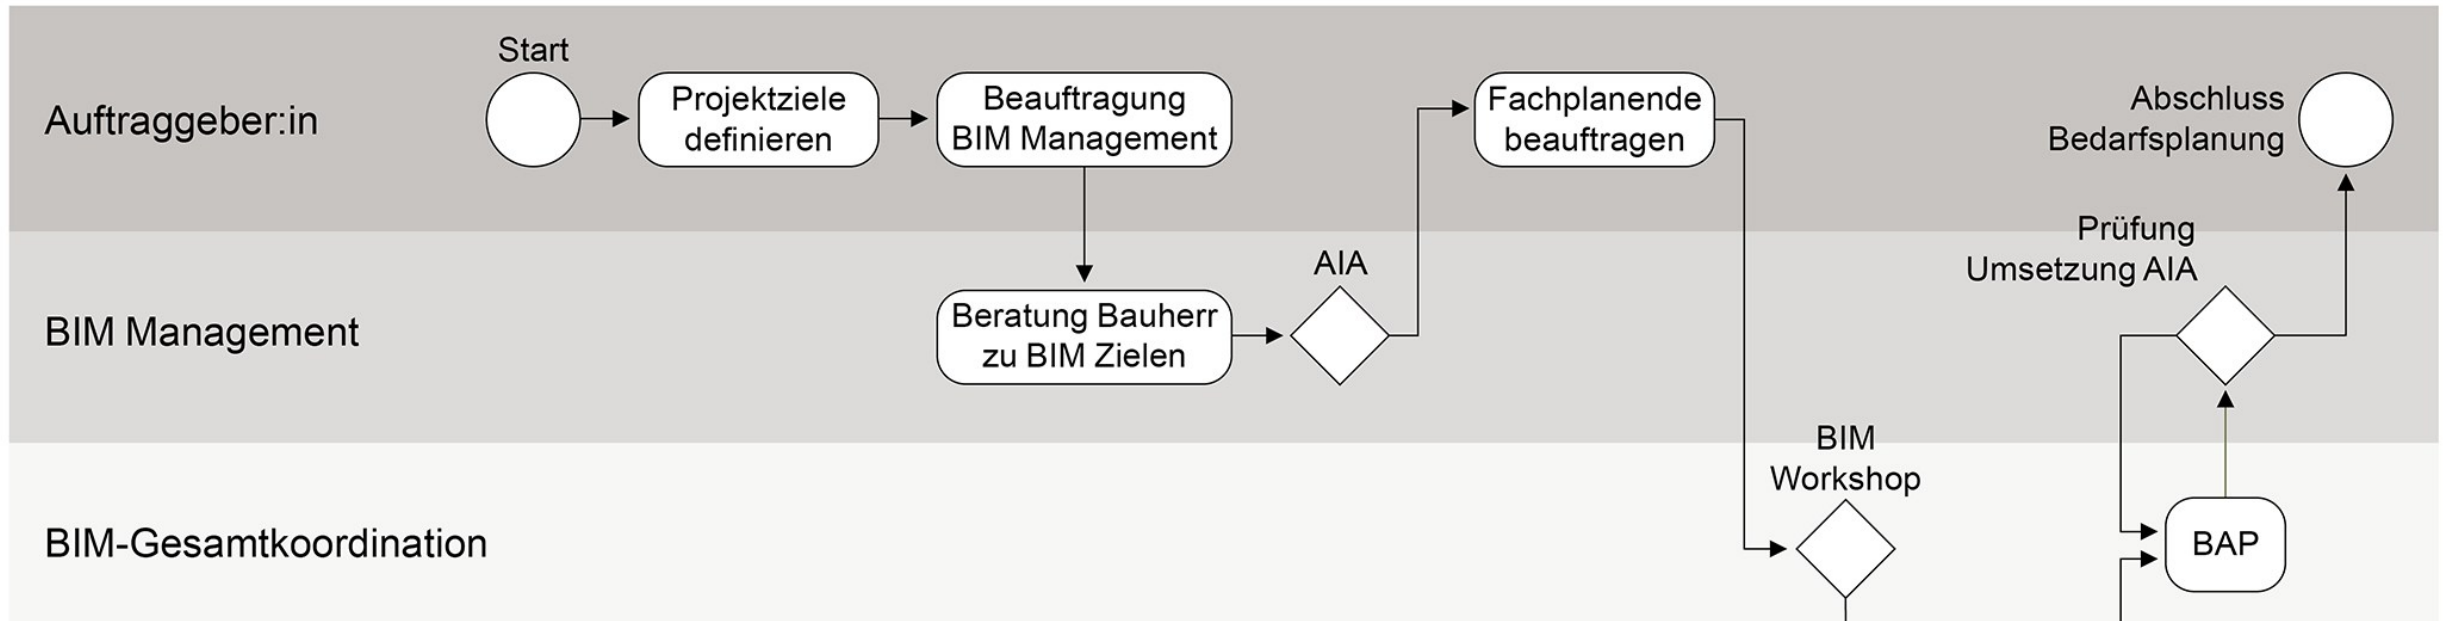 Start
Auftraggeber:in
Projektziele
definieren
Beauftragung
BIM Management
Fachplanende
beauftragen
Abschluss
Bedarfsplanung
BIM Management
Beratung Bauherr
zu BIM Zielen
AIA
Prüfung
Umsetzung AIA
BIM-Gesamtkoordination
BIM
Workshop
BAP